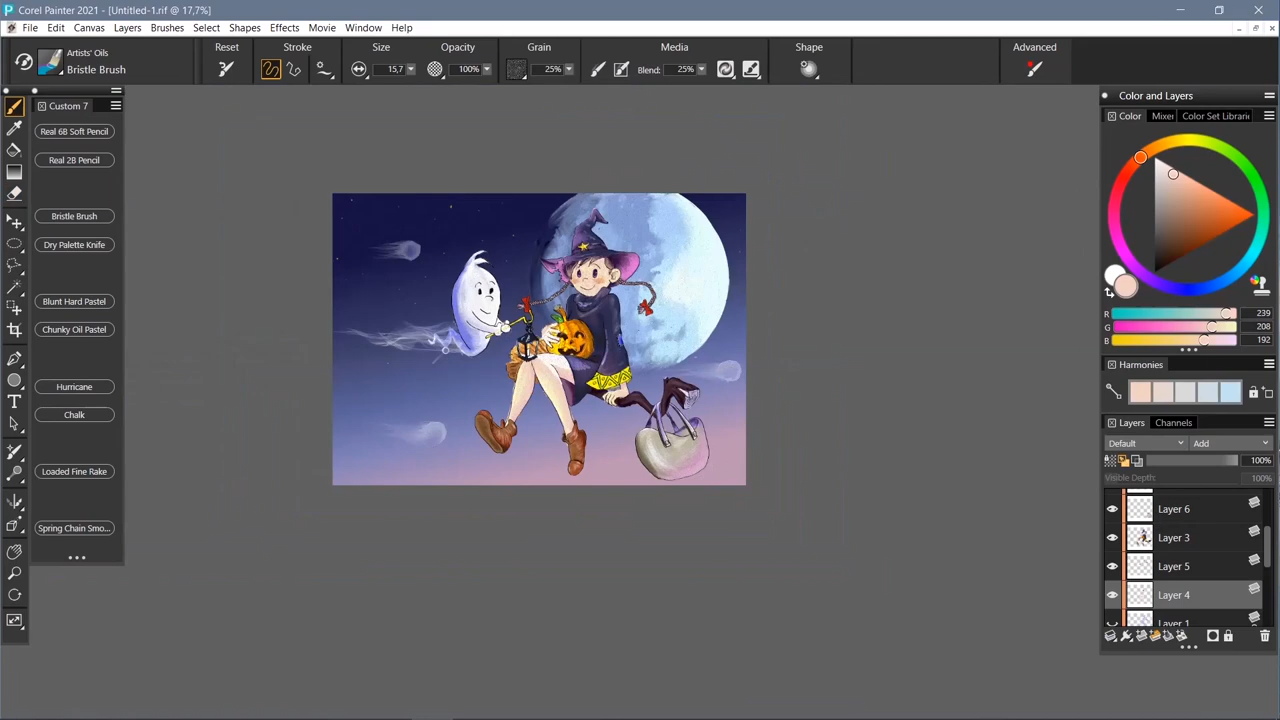 Corel Painter 2021 - [Untitled-1.rif @ 17,7%]
File Edit Canvas Layers Brushes Select Shapes Effects Movie Window Help
Artists' Oils
Bristle Brush
Reset
Stroke
Size
15,7
Opacity
100%
Grain
25%
Media
Blend: 25%
Shape
Advanced
Custom 7
Real 6B Soft Pencil
Real 2B Pencil
Bristle Brush
Dry Palette Knife
Blunt Hard Pastel
Chunky Oil Pastel
Hurricane
Chalk
Loaded Fine Rake
Spring Chain Smo...
Color and Layers
Color Mixer Color Set Librari
R 239
G 208
B 192
Harmonies
Layers Channels
Default Add
100%
Visible Depth: 100%
Layer 6
Layer 3
Layer 5
Layer 4
Layer 1